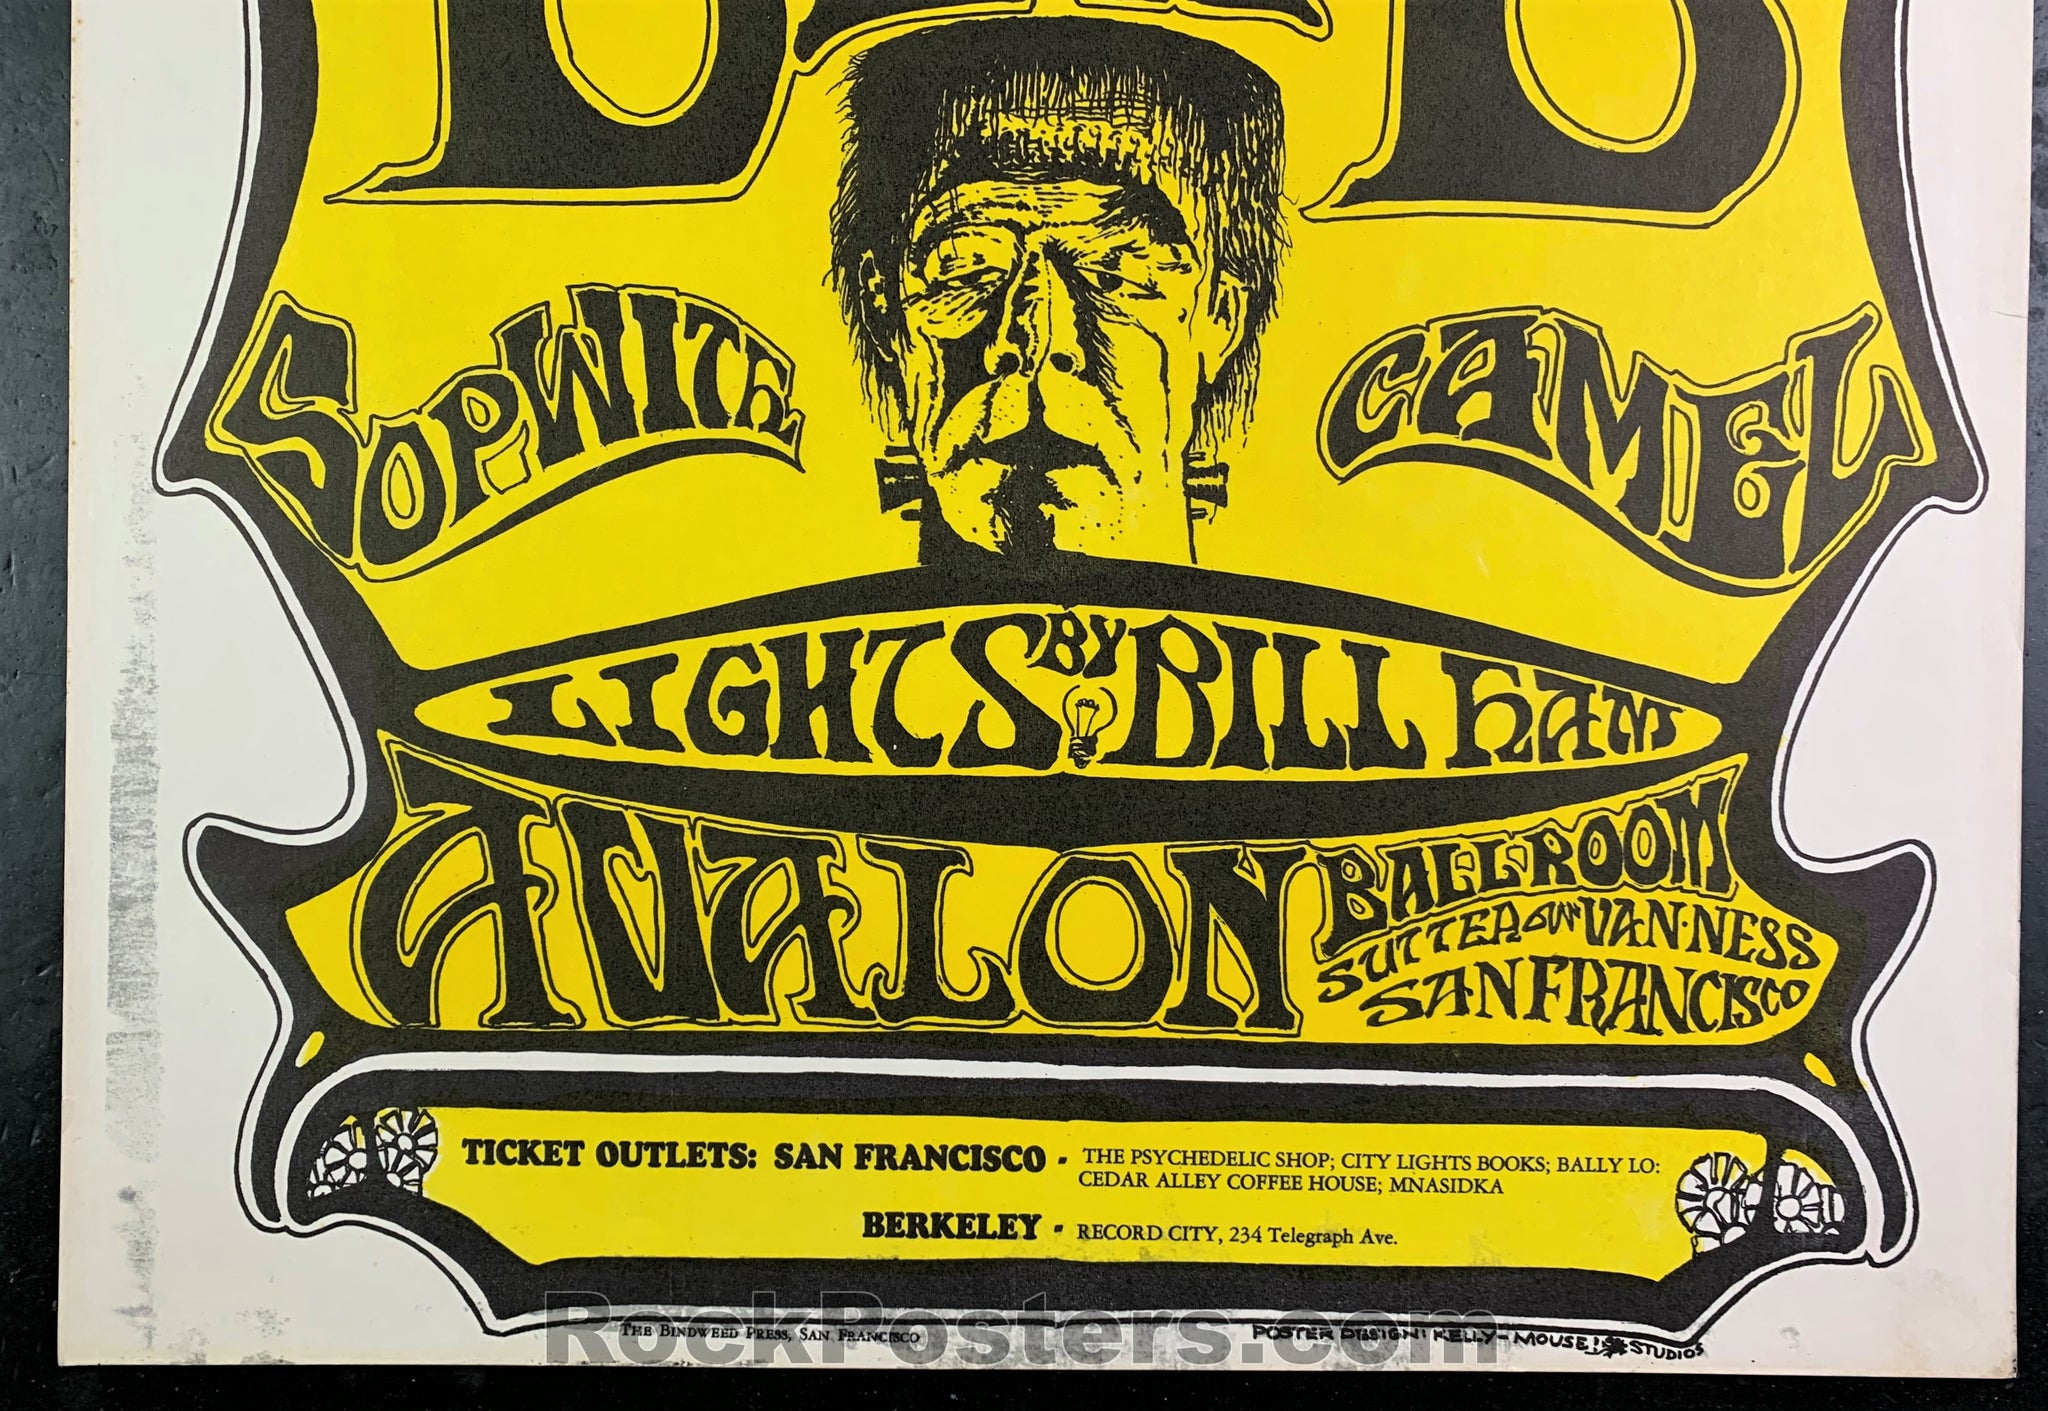 SOPWITH CAMEL
LIGHTS BY BILL HAM
AVALON BALLROOM
SUTTER ON VAN·NESS
SAN FRANCISCO
TICKET OUTLETS: SAN FRANCISCO - THE PSYCHEDELIC SHOP; CITY LIGHTS BOOKS; BALLY LO:
CEDAR ALLEY COFFEE HOUSE; MNASIDKA
BERKELEY - RECORD CITY, 234 Telegraph Ave.
RockPosters.com
THE BINDWEED PRESS, SAN FRANCISCO
POSTER DESIGN: KELLY-MOUSE! STUDIOS